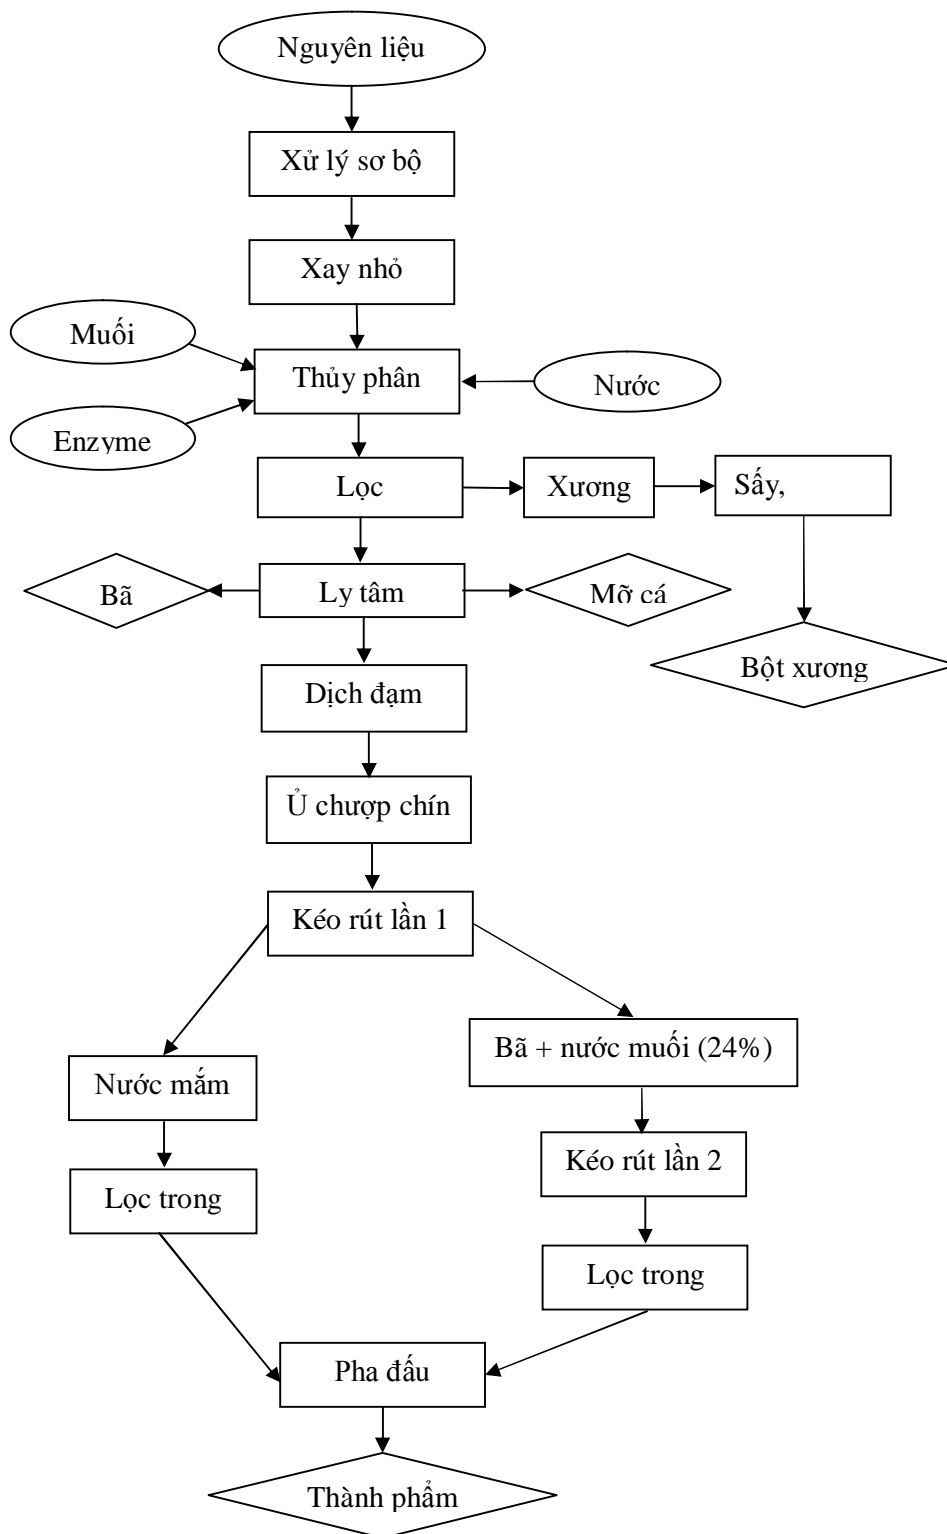 Nguyên liệu
Xử lý sơ bộ
Xay nhỏ
Muối
Thủy phân
Nước
Enzyme
Lọc
Xương
Sấy,
Bã
Ly tâm
Mỡ cá
Bột xương
Dịch đạm
Ủ chượp chín
Kéo rút lần 1
Nước mắm
Bã + nước muối (24%)
Lọc trong
Kéo rút lần 2
Lọc trong
Pha đấu
Thành phẩm